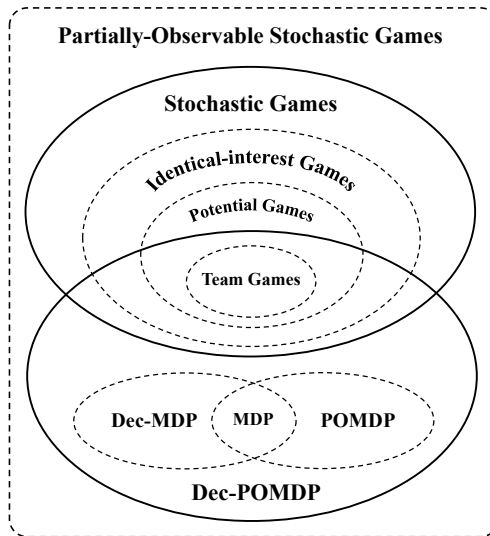 Partially-Observable Stochastic Games
Stochastic Games
Identical-interest Games
Potential Games
Team Games
Dec-MDP MDP POMDP
Dec-POMDP